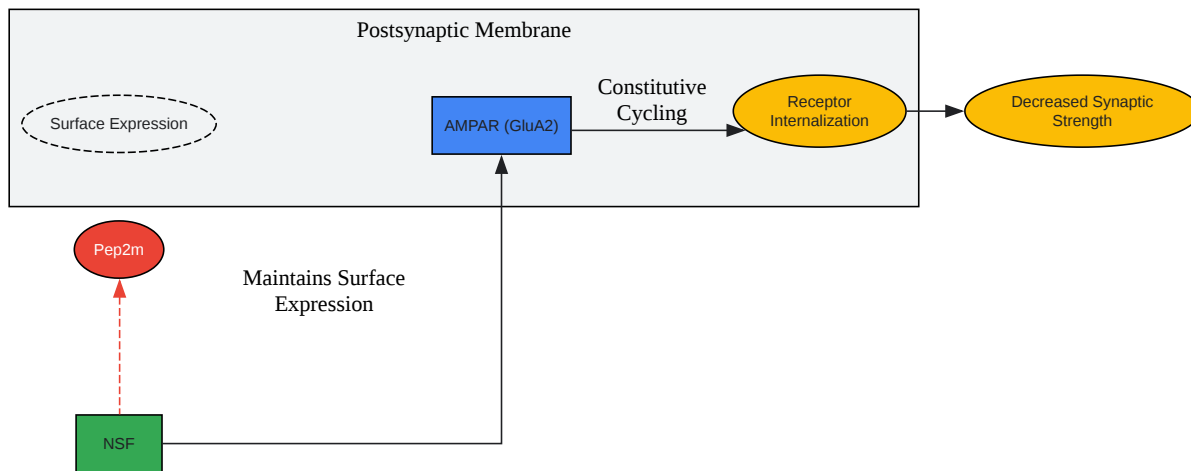 Postsynaptic Membrane
Surface Expression
AMPAR (GluA2)
Constitutive
Cycling
Receptor
Internalization
Decreased Synaptic
Strength
Pep2m
Maintains Surface
Expression
NSF